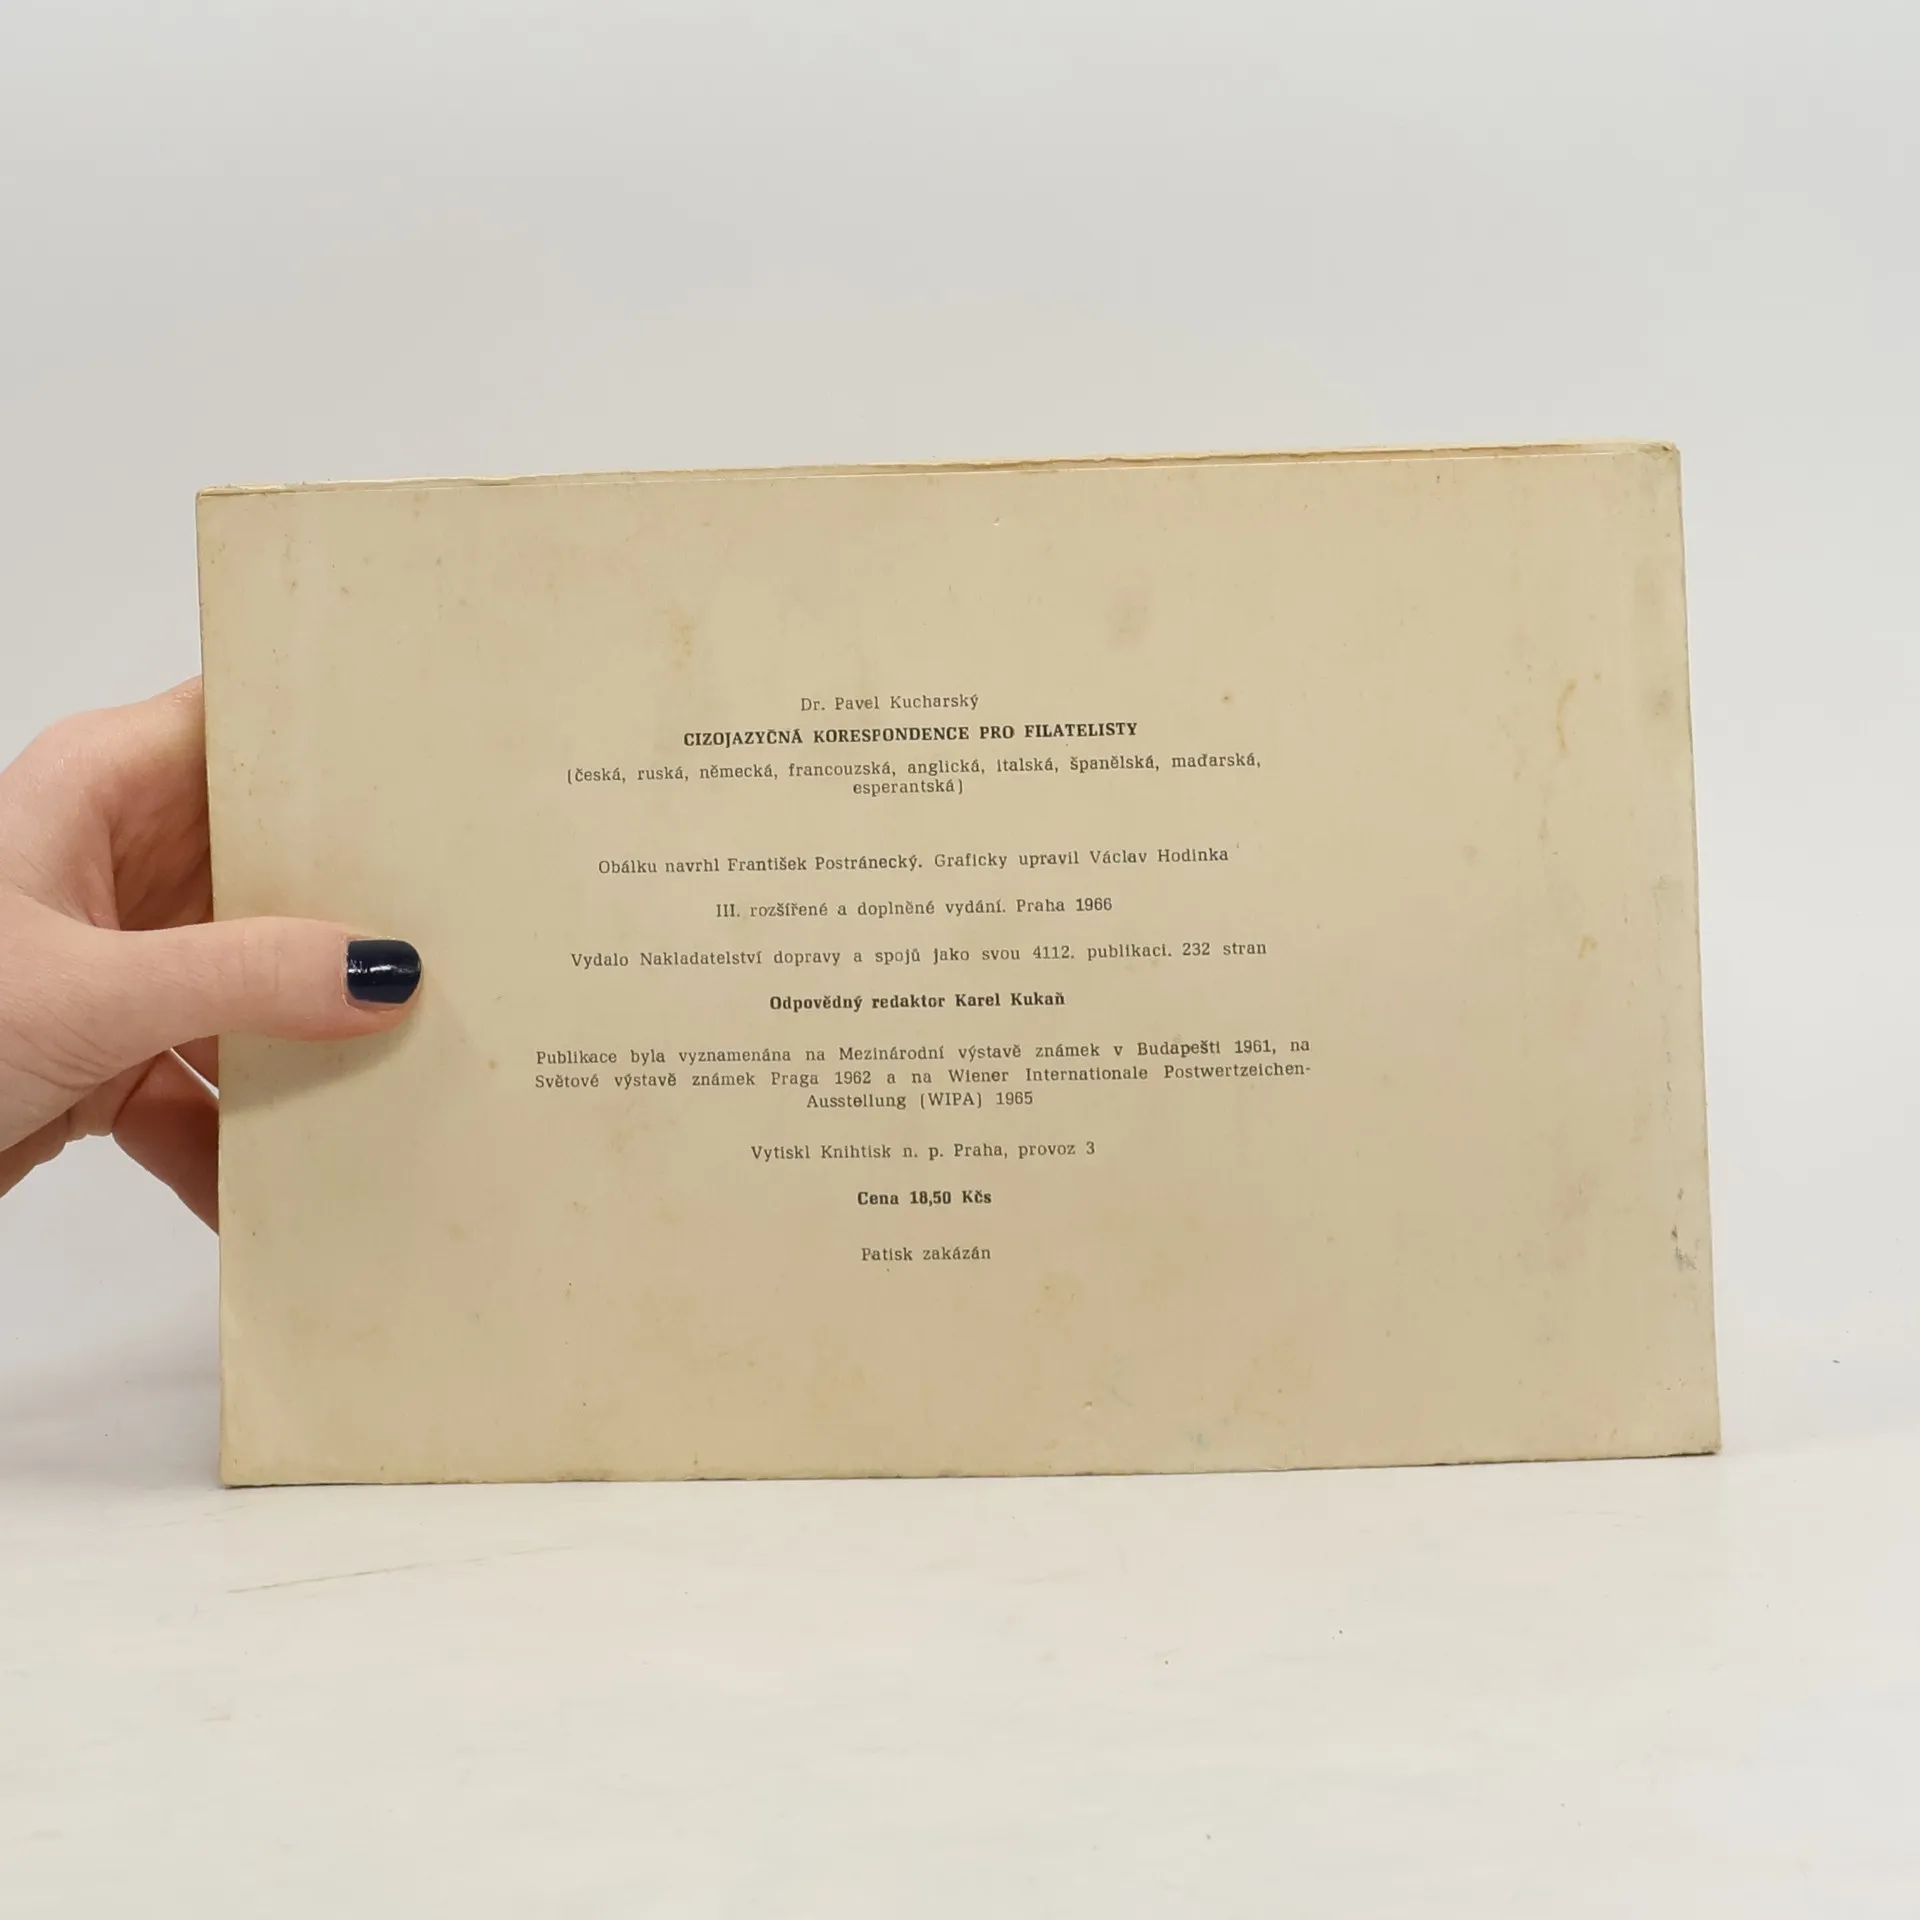 Dr. Pavel Kucharský
CIZOJAZYČNÁ KORESPONDENCE PRO FILATELISTY
(česká, ruská, německá, francouzská, anglická, italská, španělská, maďarská,
esperantská)
Obálku navrhl František Postránecký. Graficky upravil Václav Hodinka
III. rozšířené a doplněné vydání. Praha 1966
Vydalo Nakladatelství dopravy a spojů jako svou 4112. publikaci. 232 stran
Odpovědný redaktor Karel Kukaň
Publikace byla vyznamenána na Mezinárodní výstavě známek v Budapešti 1961, na
Světové výstavě známek Praga 1962 a na Wiener Internationale Postwertzeichen-
Ausstellung (WIPA) 1965
Vytiskl Knihtisk n. p. Praha, provoz 3
Cena 18,50 Kčs
Patisk zakázán